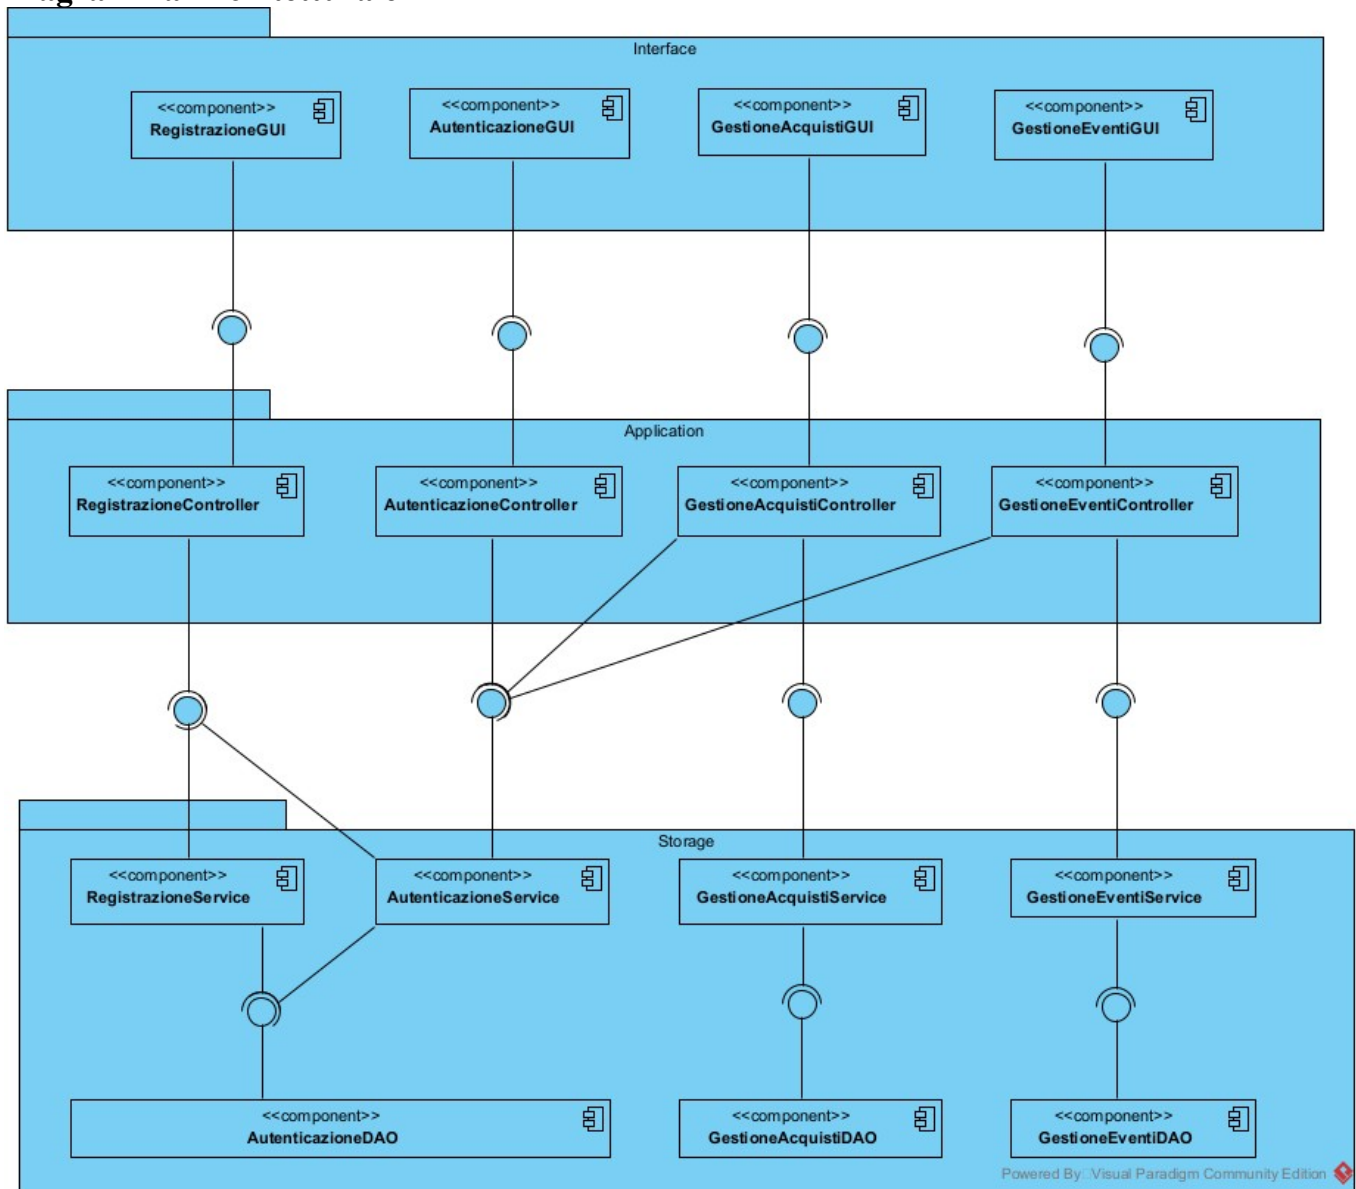 Interface
<<component>>
RegistrazioneGUI
<<component>>
AutenticazioneGUI
<<component>>
GestioneAcquistiGUI
<<component>>
GestioneEventiGUI
Application
<<component>>
RegistrazioneController
<<component>>
AutenticazioneController
<<component>>
GestioneAcquistiController
<<component>>
GestioneEventiController
Storage
<<component>>
RegistrazioneService
<<component>>
AutenticazioneService
<<component>>
GestioneAcquistiService
<<component>>
GestioneEventiService
<<component>>
AutenticazioneDAO
<<component>>
GestioneAcquistiDAO
<<component>>
GestioneEventiDAO
Powered By Visual Paradigm Community Edition